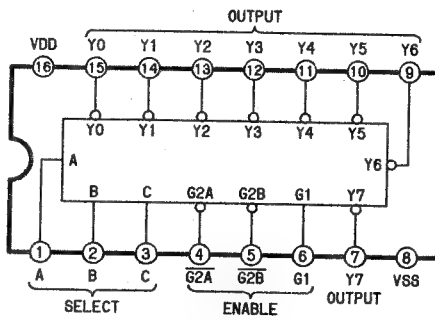 OUTPUT
VDD Y0 Y1 Y2 Y3 Y4 Y5 Y6
16 15 14 13 12 11 10 9
Y0 Y1 Y2 Y3 Y4 Y5
A Y6
B C G2A G2B G1 Y7
1 2 3 4 5 6 7 8
A B C G2A G2B G1 Y7 VSS
SELECT ENABLE OUTPUT